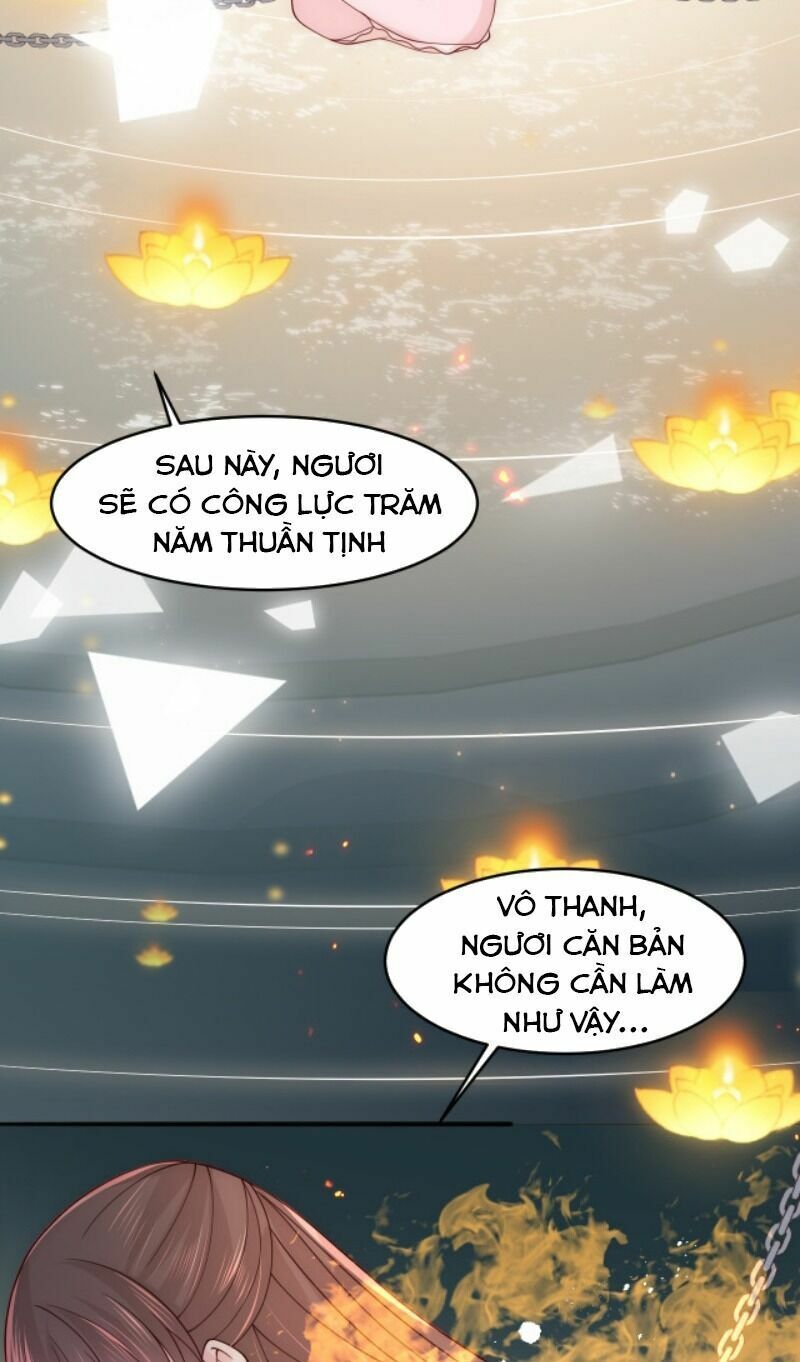 SAU NÀY, NGƯƠI
SẼ CÓ CÔNG LỰC TRĂM
NĂM THUẦN TỊNH
VÔ THANH,
NGƯƠI CĂN BẢN
KHÔNG CẦN LÀM
NHƯ VẬY...